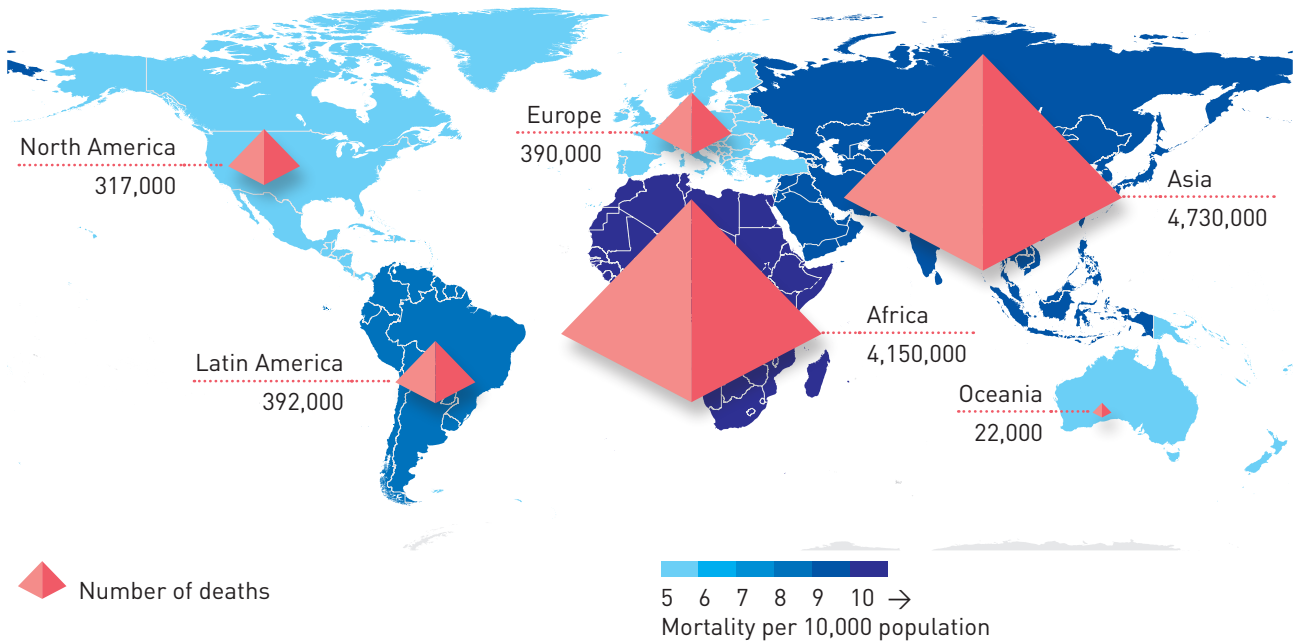 North America
317,000
Europe
390,000
Asia
4,730,000
Africa
4,150,000
Latin America
392,000
Oceania
22,000
Number of deaths
5 6 7 8 9 10 →
Mortality per 10,000 population